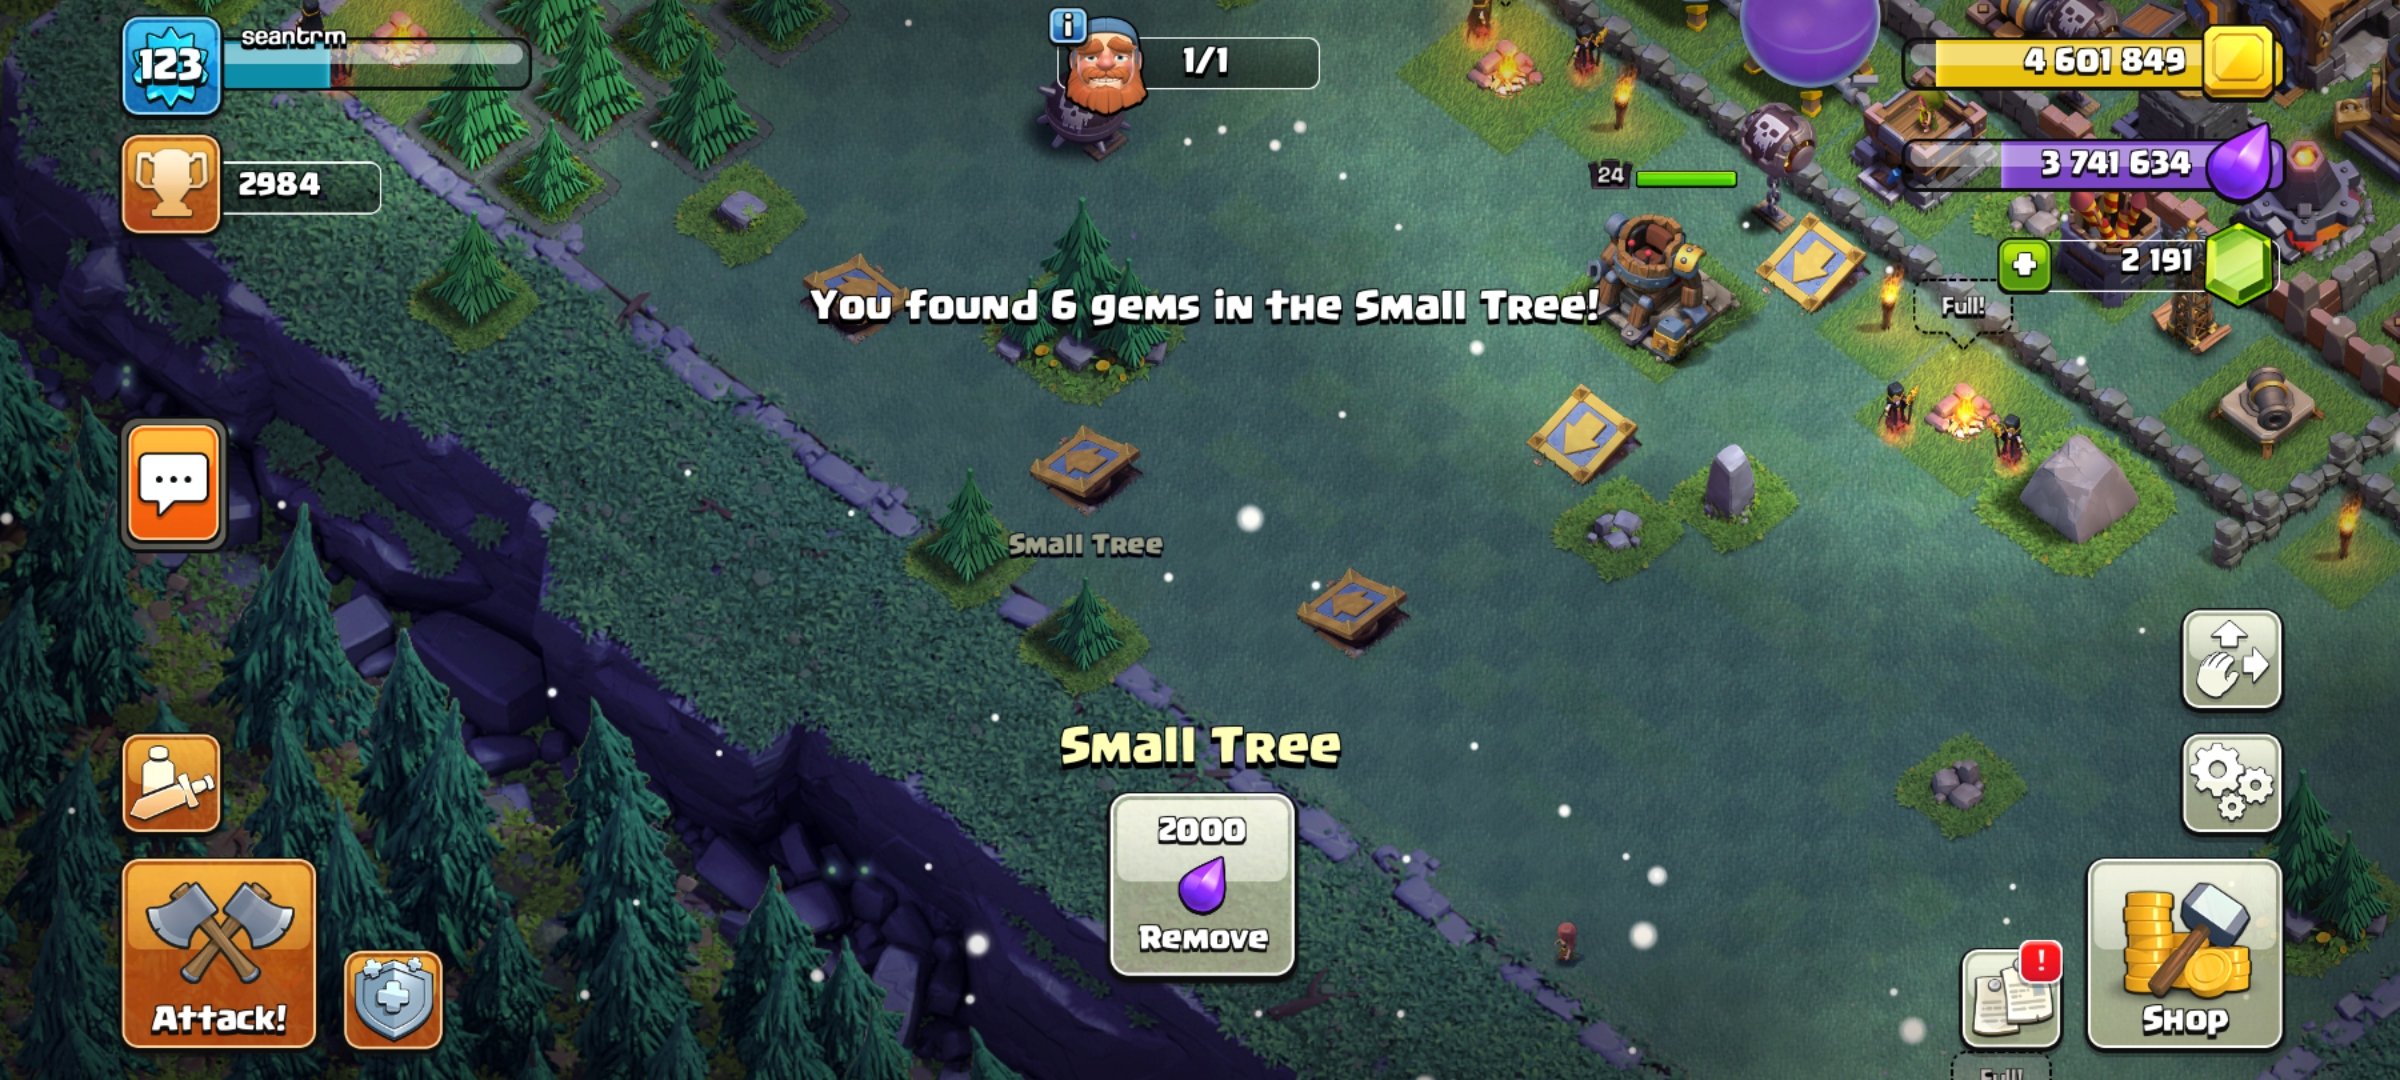 123
seantrm
1/1
4 601 849
2984
3 741 634
24
2 191
Full!
You found 6 gems in the Small Tree!
Small Tree
Small Tree
2000
Remove
Attack!
!
Shop
Full!